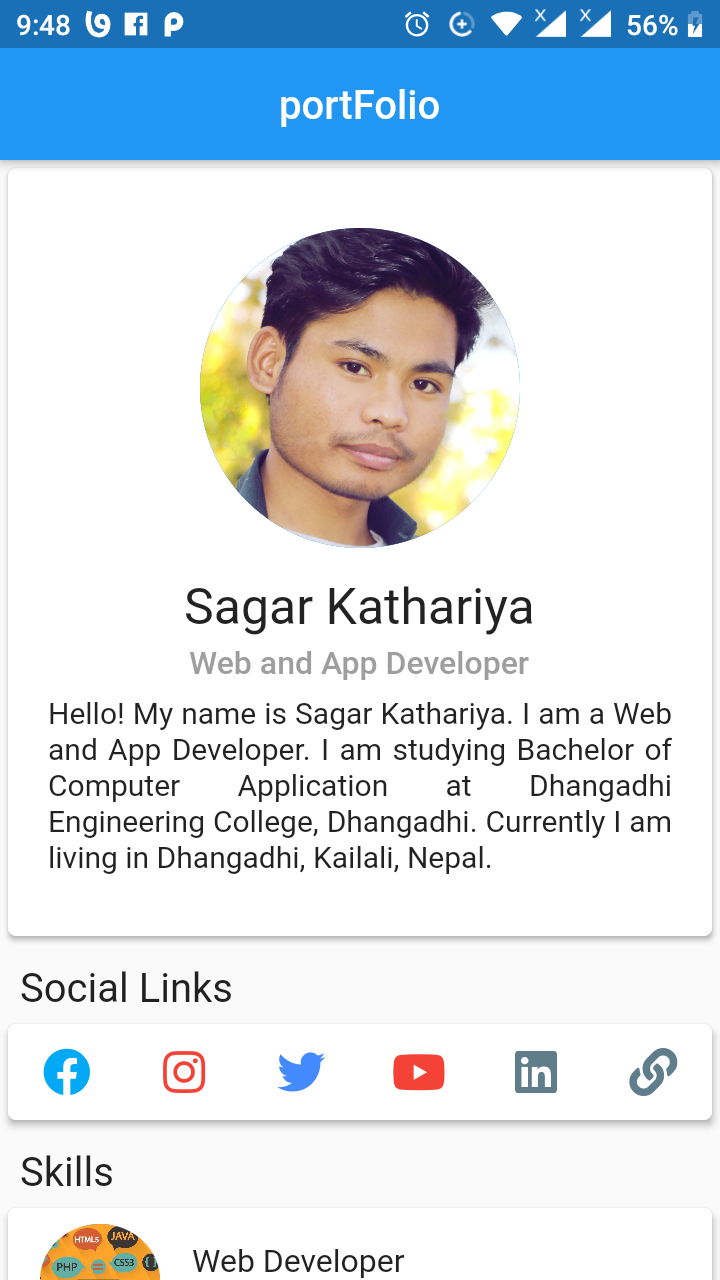 9:48
56%
portFolio
Sagar Kathariya
Web and App Developer
Hello! My name is Sagar Kathariya. I am a Web
and App Developer. I am studying Bachelor of
Computer Application at Dhangadhi
Engineering College, Dhangadhi. Currently I am
living in Dhangadhi, Kailali, Nepal.
Social Links
in
Skills
HTML5 JAVA
PHP CSS3 { }
Web Developer